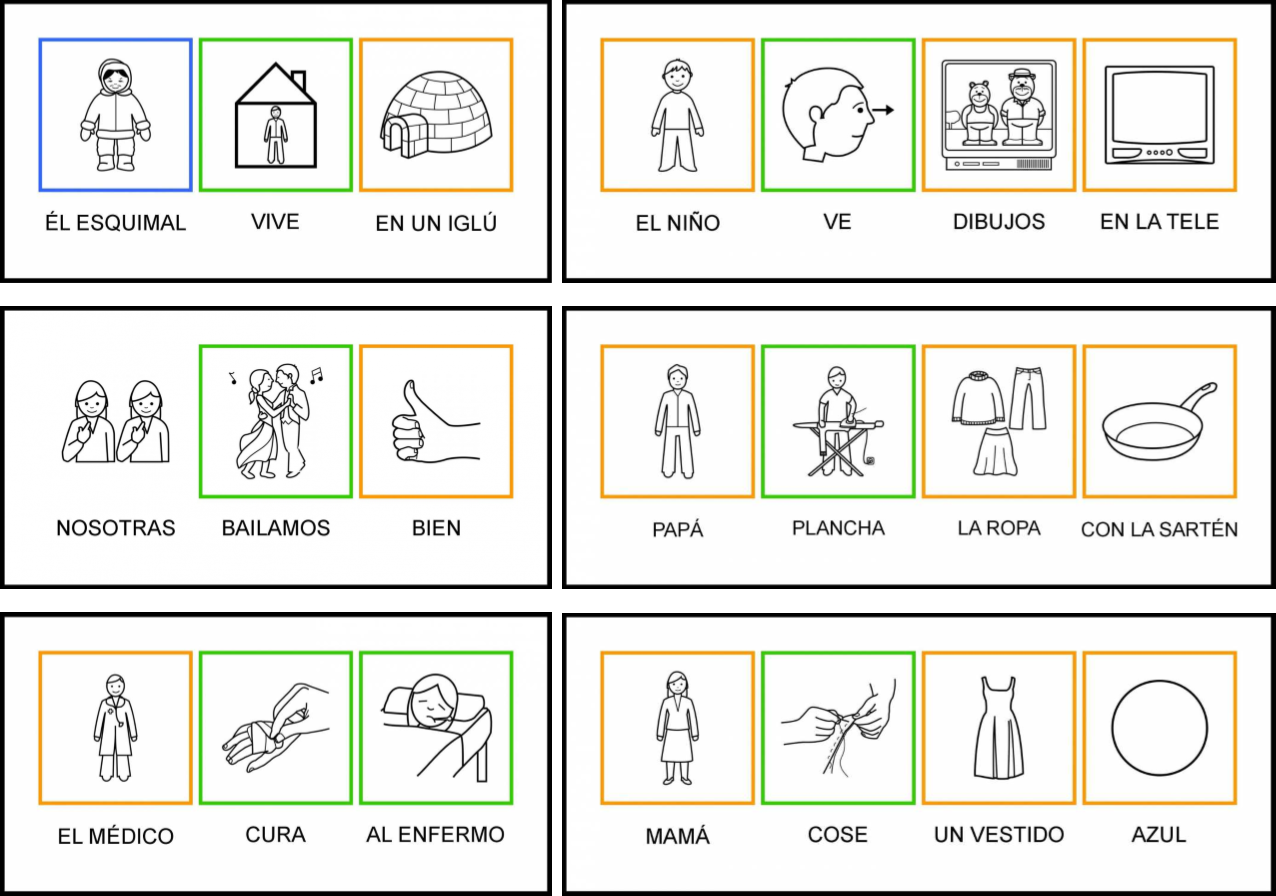 ÉL ESQUIMAL VIVE EN UN IGLÚ
EL NIÑO VE DIBUJOS EN LA TELE
NOSOTRAS BAILAMOS BIEN
PAPÁ PLANCHA LA ROPA CON LA SARTÉN
EL MÉDICO CURA AL ENFERMO
MAMÁ COSE UN VESTIDO AZUL